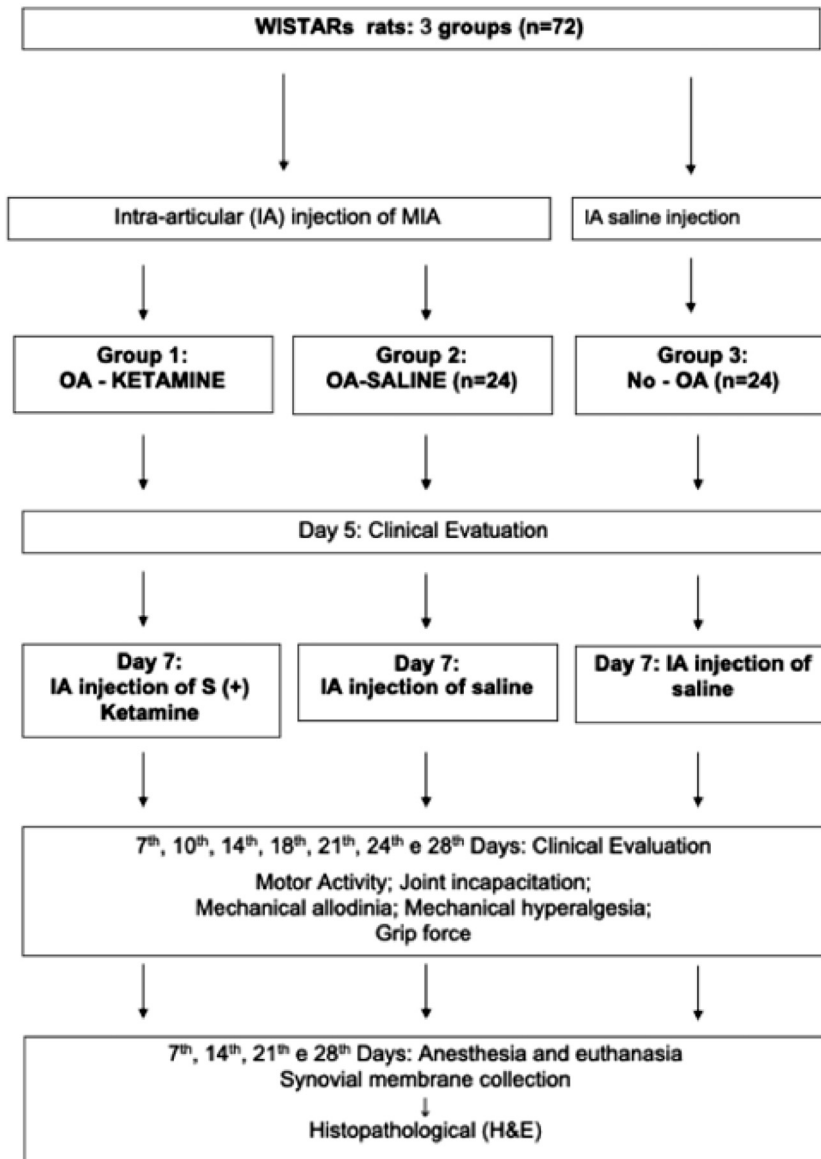 WISTARs rats: 3 groups (n=72)
Intra-articular (IA) injection of MIA
IA saline injection
Group 1:
OA - KETAMINE
Group 2:
OA-SALINE (n=24)
Group 3:
No - OA (n=24)
Day 5: Clinical Evatuation
Day 7:
IA injection of S (+)
Ketamine
Day 7:
IA injection of saline
Day 7: IA injection of
saline
7th, 10th, 14th, 18th, 21th, 24th e 28th Days: Clinical Evaluation
Motor Activity; Joint incapacitation;
Mechanical allodinia; Mechanical hyperalgesia;
Grip force
7th, 14th, 21th e 28th Days: Anesthesia and euthanasia
Synovial membrane collection
↓
Histopathological (H&E)